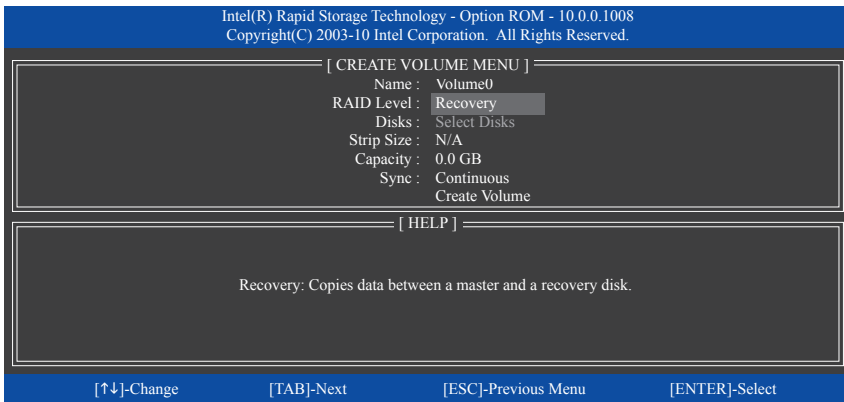 Intel(R) Rapid Storage Technology - Option ROM - 10.0.0.1008
Copyright(C) 2003-10 Intel Corporation. All Rights Reserved.
[ CREATE VOLUME MENU ]
Name : Volume0
RAID Level : Recovery
Disks : Select Disks
Strip Size : N/A
Capacity : 0.0 GB
Sync : Continuous
Create Volume
[ HELP ]
Recovery: Copies data between a master and a recovery disk.
[↑↓]-Change [TAB]-Next [ESC]-Previous Menu [ENTER]-Select